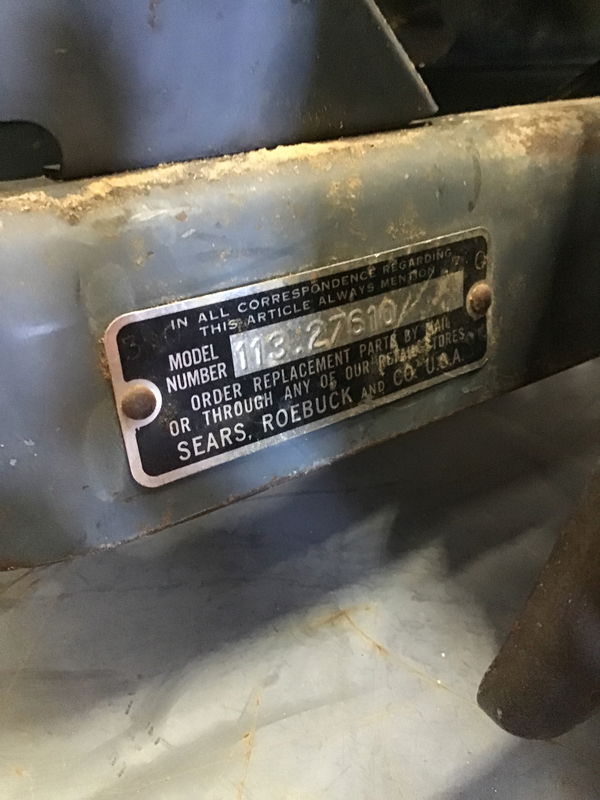 IN ALL CORRESPONDENCE REGARDING
THIS ARTICLE ALWAYS MENTION
MODEL
NUMBER
113.27610
ORDER REPLACEMENT PARTS BY MAIL
OR THROUGH ANY OF OUR RETAIL STORES
SEARS, ROEBUCK AND CO. U.S.A.